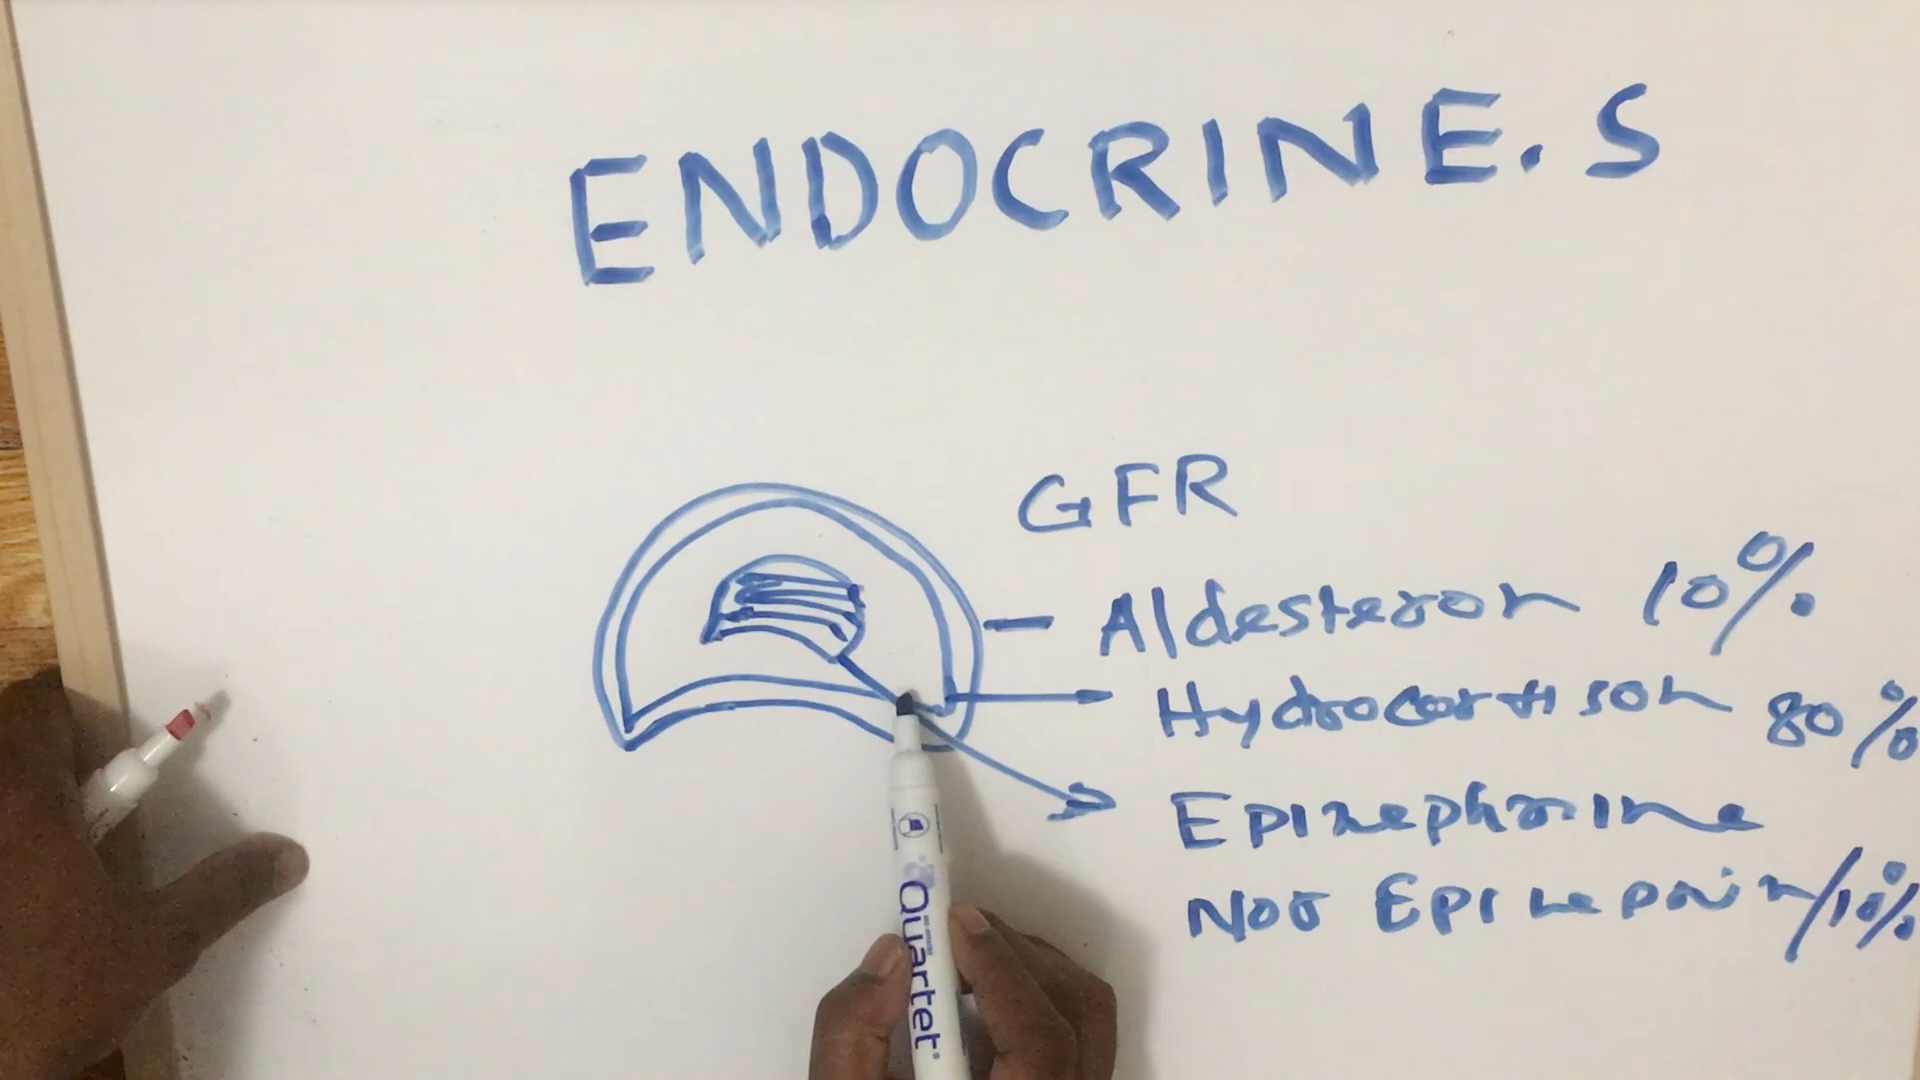 ENDOCRINE.S
GFR
Aldesteron 10%
Hydrocortison 80%
Epinephrine
Nor Epinepnin/10%
Quartet